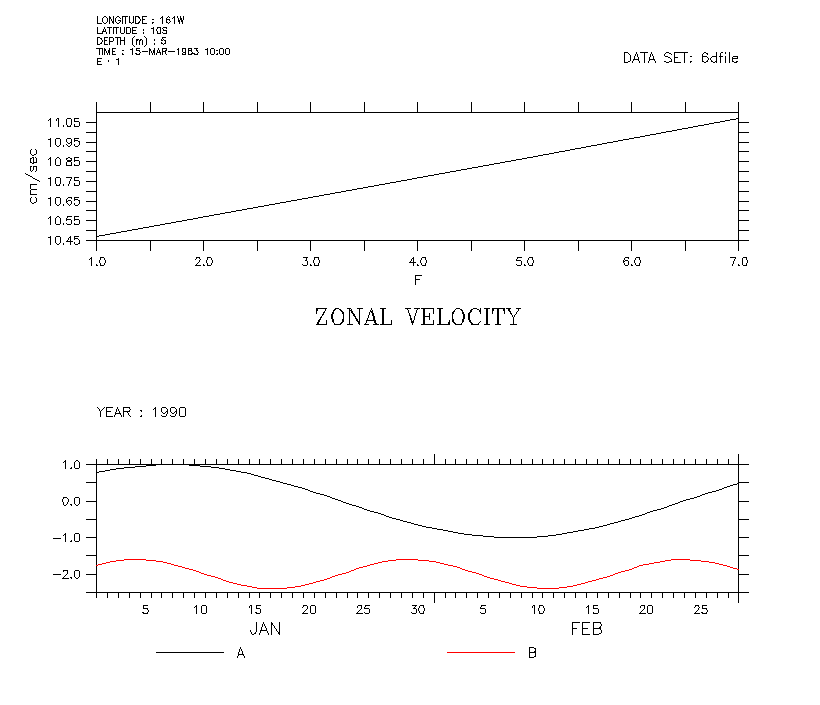 LONGITUDE : 161W
LATITUDE : 10S
DEPTH (m) : 5
TIME : 15-MAR-1983 10:00
E : 1
DATA SET: 6dfile
11.05
10.95
10.85
10.75
10.65
10.55
10.45
cm/sec
1.0 2.0 3.0 4.0 5.0 6.0 7.0
F
ZONAL VELOCITY
YEAR : 1990
1.0
0.0
-1.0
-2.0
5 10 15 20 25 30 5 10 15 20 25
JAN FEB
A B